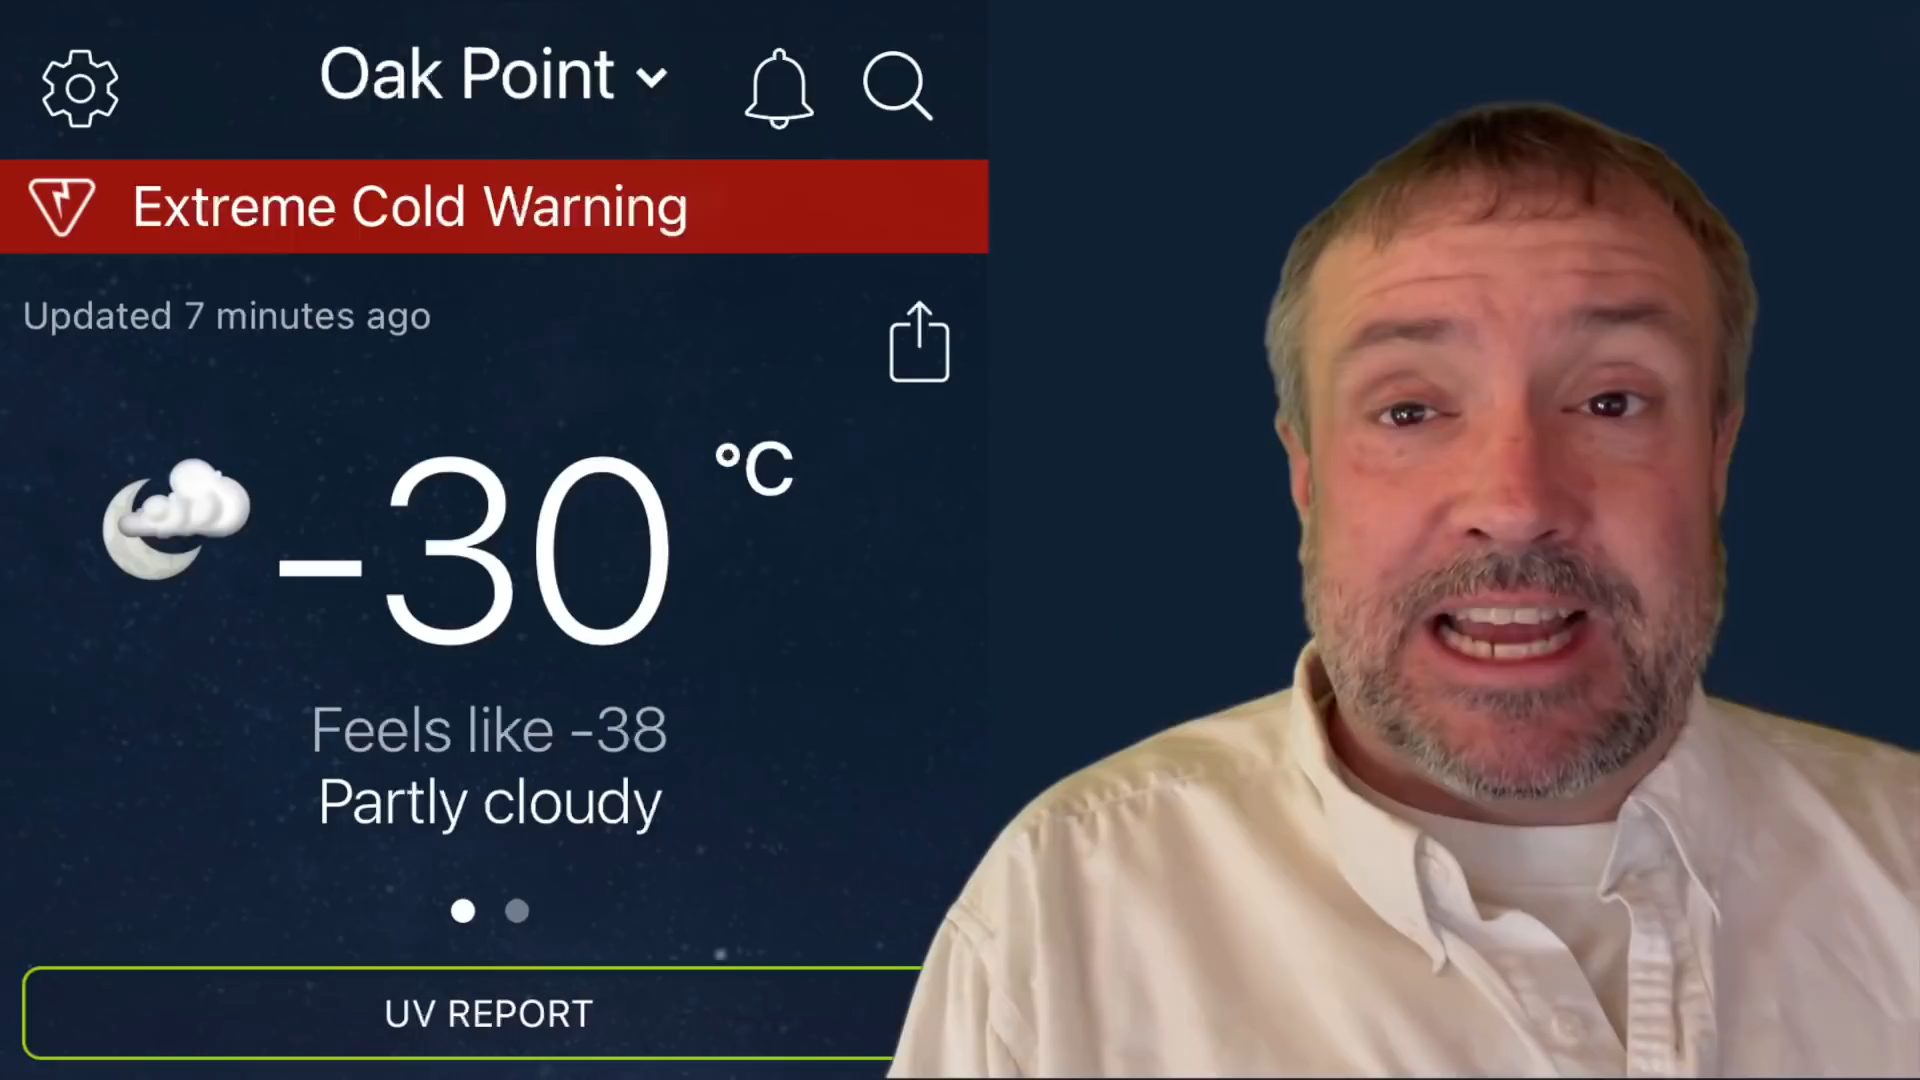 Oak Point
Extreme Cold Warning
Updated 7 minutes ago
-30 °C
Feels like -38
Partly cloudy
UV REPORT